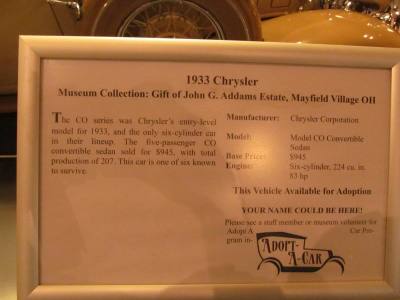 1933 Chrysler
Museum Collection: Gift of John G. Addams Estate, Mayfield Village OH
The CO series was Chrysler's entry-level
model for 1933, and the only six-cylinder car
in their lineup. The five-passenger CO
convertible sedan sold for $945, with total
production of 207. This car is one of six known
to survive.
Manufacturer: Chrysler Corporation
Model: Model CO Convertible
Sedan
Base Price: $945
Engine: Six-cylinder, 224 cu. in.
83 hp
This Vehicle Available for Adoption
YOUR NAME COULD BE HERE!
Please see a staff member or museum volunteer for
Adopt A Car Pro-
gram in-
ADOPT-
A-CAR